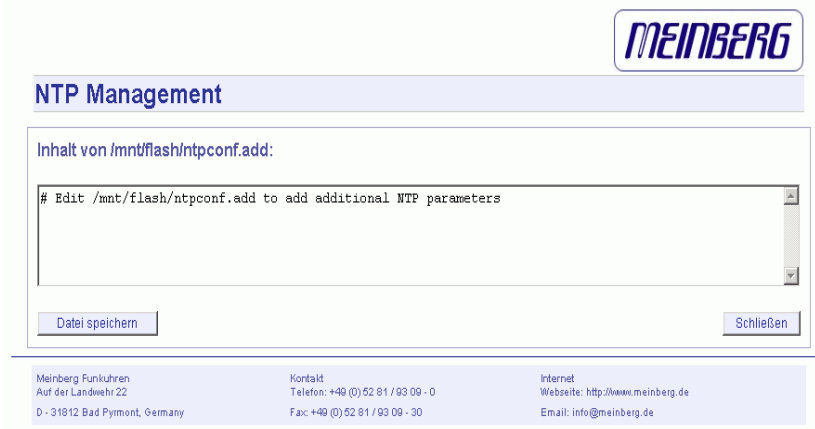 MEINBERG
NTP Management
Inhalt von /mnt/flash/ntpconf.add:
# Edit /mnt/flash/ntpconf.add to add additional NTP parameters
Datei speichern
Schließen
Meinberg Funkuhren
Auf der Landwehr 22
D - 31812 Bad Pyrmont, Germany
Kontakt
Telefon: +49 (0) 52 81 / 93 09 - 0
Fax: +49 (0) 52 81 / 93 09 - 30
Internet
Webseite: http://www.meinberg.de
Email: info@meinberg.de